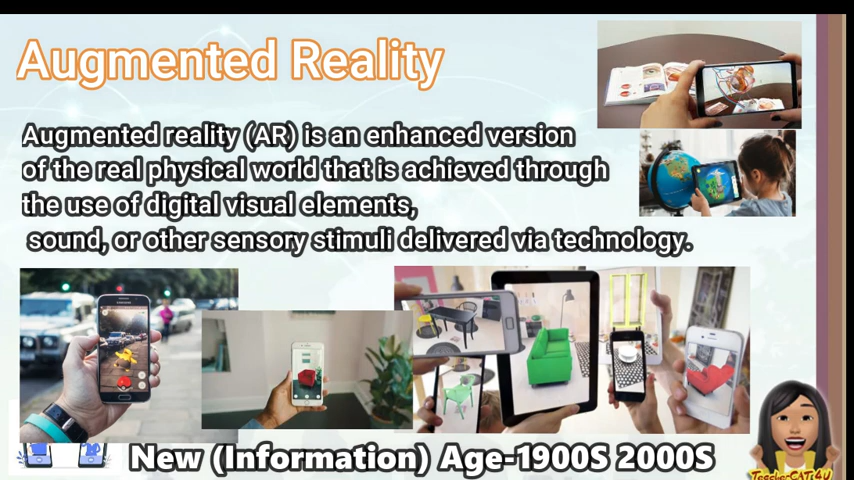 Augmented Reality
Augmented reality (AR) is an enhanced version
of the real physical world that is achieved through
the use of digital visual elements,
sound, or other sensory stimuli delivered via technology.
New (Information) Age-1900S 2000S
TeacherCATi4U